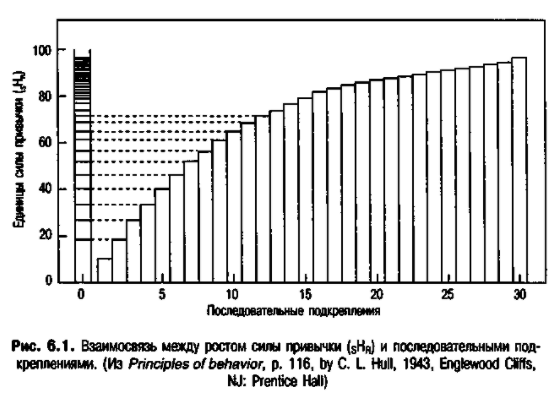 Единицы силы привычки (sHR)
100
80
60
40
20
0
0 5 10 15 20 25 30
Последовательные подкрепления
Рис. 6.1. Взаимосвязь между ростом силы привычки (SHR) и последовательными под-
креплениями. (Из Principles of behavior, p. 116, by C. L. Hull, 1943, Englewood Cliffs,
NJ: Prentice Hall)